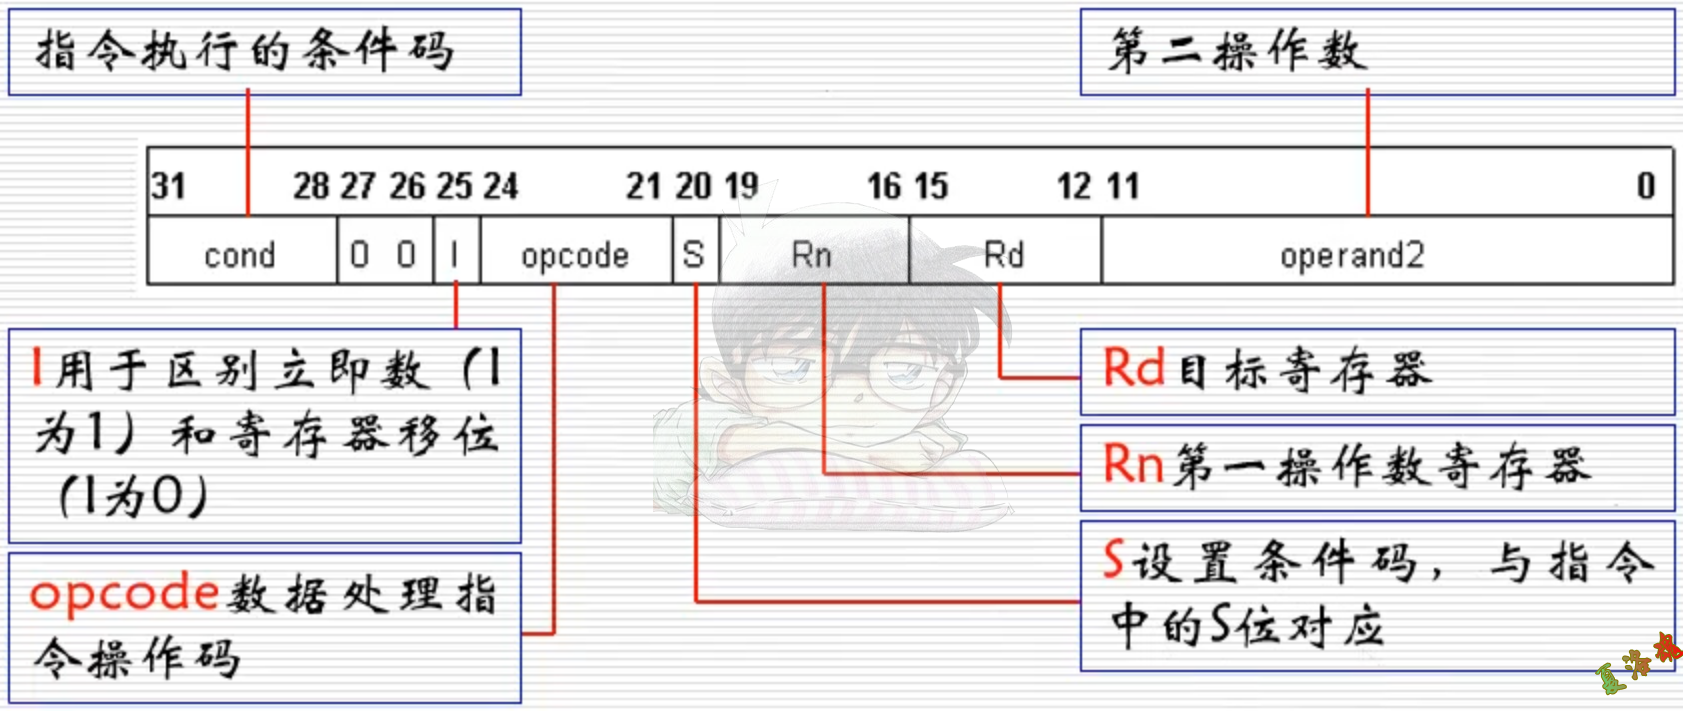 指令执行的条件码
第二操作数
31 28 27 26 25 24 21 20 19 16 15 12 11 0
cond 0 0 I opcode S Rn Rd operand2
I用于区别立即数（I
为1）和寄存器移位
（I为0）
opcode数据处理指
令操作码
Rd目标寄存器
Rn第一操作数寄存器
S设置条件码，与指令
中的S位对应